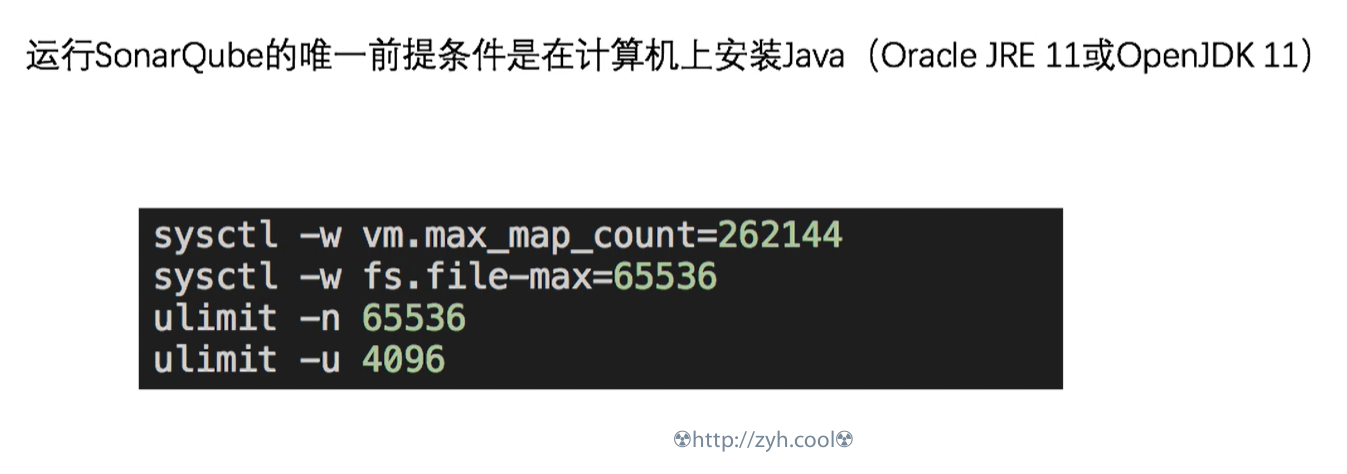 运行SonarQube的唯一前提条件是在计算机上安装Java（Oracle JRE 11或OpenJDK 11）
sysctl -w vm.max_map_count=262144
sysctl -w fs.file-max=65536
ulimit -n 65536
ulimit -u 4096
☢http://zyh.cool☢